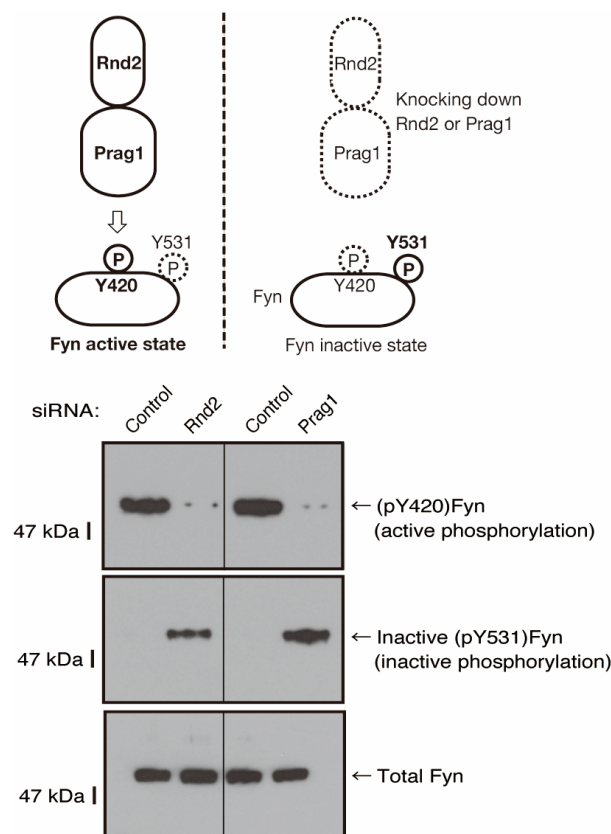 Rnd2
Prag1
P
Y531
P
Y420
Fyn active state
Rnd2
Knocking down
Rnd2 or Prag1
Prag1
Y531
P
P
Y420
Fyn
Fyn inactive state
siRNA:
Control
Rnd2
Control
Prag1
← (pY420)Fyn
(active phosphorylation)
47 kDa
← Inactive (pY531)Fyn
(inactive phosphorylation)
47 kDa
← Total Fyn
47 kDa